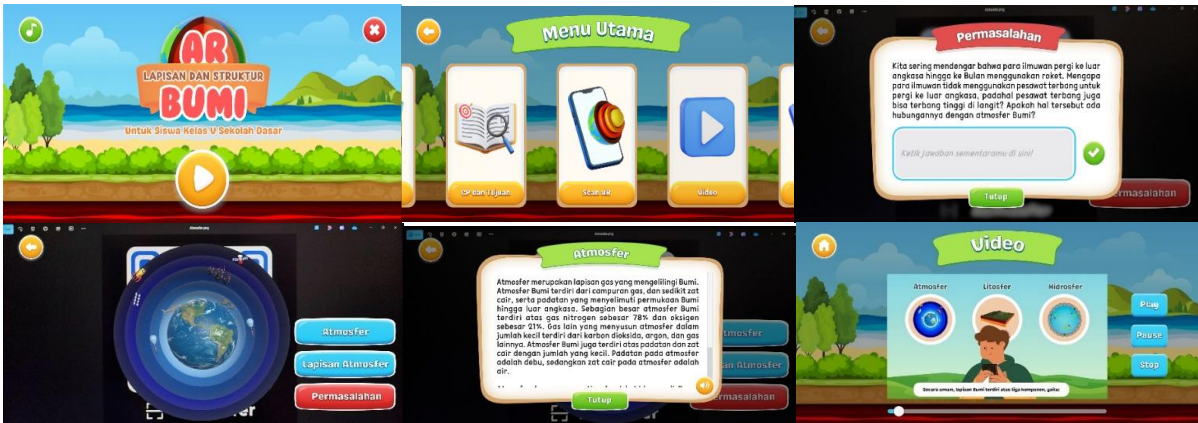 AR
LAPISAN DAN STRUKTUR
BUMI
Untuk Siswa Kelas V Sekolah Dasar
Menu Utama
CP dan Tujuan
Scan AR
Video
Permasalahan
Kita sering mendengar bahwa para ilmuwan pergi ke luar
angkasa hingga ke Bulan menggunakan roket. Mengapa
para ilmuwan tidak menggunakan pesawat terbang untuk
pergi ke luar angkasa, padahal pesawat terbang juga
bisa terbang tinggi di langit? Apakah hal tersebut ada
hubungannya dengan atmosfer Bumi?
Ketik jawaban sementaramu di sini!
Tutup
Permasalahan
Atmosfer
Lapisan Atmosfer
Permasalahan
Atmosfer
Atmosfer merupakan lapisan gas yang mengelilingi Bumi.
Atmosfer Bumi terdiri dari campuran gas, dan sedikit zat
cair, serta padatan yang menyelimuti permukaan Bumi
hingga luar angkasa. Sebagian besar atmosfer Bumi
terdiri atas gas nitrogen sebesar 78% dan oksigen
sebesar 21%. Gas lain yang menyusun atmosfer dalam
jumlah kecil terdiri dari karbon dioksida, argon, dan gas
lainnya. Atmosfer Bumi juga terdiri atas padatan dan zat
cair dengan jumlah yang kecil. Padatan pada atmosfer
adalah debu, sedangkan zat cair pada atmosfer adalah
air.
Tutup
Video
Atmosfer
Litosfer
Hidrosfer
Secara umum, lapisan Bumi terdiri atas tiga komponen, yaitu:
Play
Pause
Stop